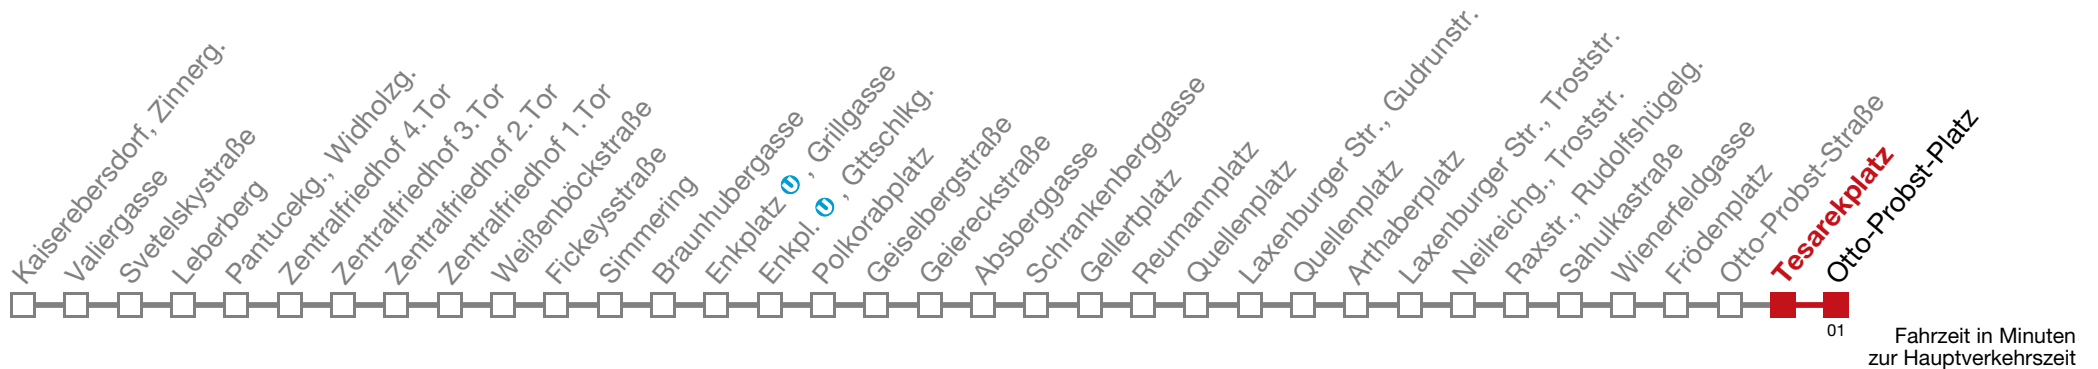 Kaiserebersdorf, Zinnerg.
Valiergasse
Svetelskystraße
Leberberg
Pantucekg., Widholzg.
Zentralfriedhof 4.Tor
Zentralfriedhof 3.Tor
Zentralfriedhof 2.Tor
Zentralfriedhof 1.Tor
Weißenböckstraße
Fickeysstraße
Simmering
Braunhubergasse
Enkplatz U , Grillgasse
Enkpl. U , Gttschlkg.
Polkorabplatz
Geiselbergstraße
Geiereckstraße
Absberggasse
Schrankenberggasse
Gellertplatz
Reumannplatz
Quellenplatz
Laxenburger Str., Gudrunstr.
Quellenplatz
Arthaberplatz
Laxenburger Str., Troststr.
Neilreichg., Troststr.
Raxstr., Rudolfshügelg.
Sahulkastraße
Wienerfeldgasse
Frödenplatz
Otto-Probst-Straße
Tesarekplatz
Otto-Probst-Platz
01
Fahrzeit in Minuten
zur Hauptverkehrszeit